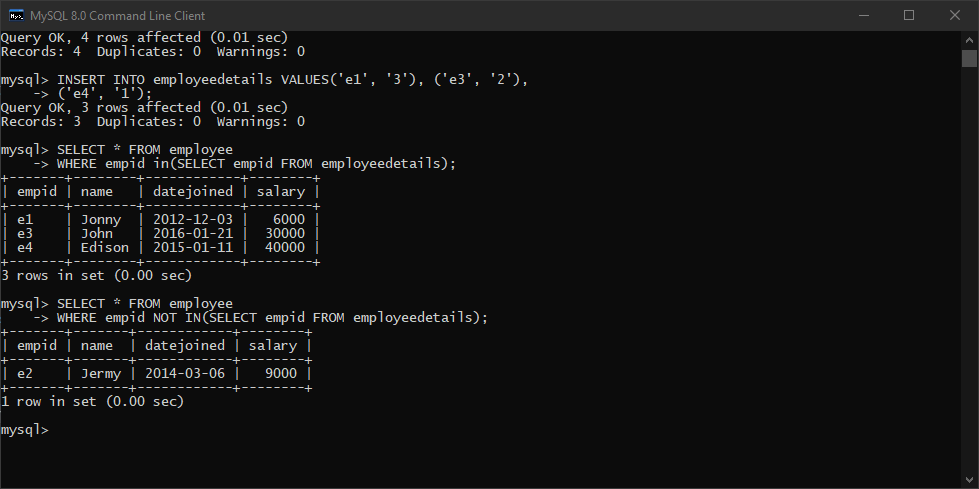 MySQL 8.0 Command Line Client
Query OK, 4 rows affected (0.01 sec)
Records: 4  Duplicates: 0  Warnings: 0

mysql> INSERT INTO employeedetails VALUES('e1', '3'), ('e3', '2'),
    -> ('e4', '1');
Query OK, 3 rows affected (0.01 sec)
Records: 3  Duplicates: 0  Warnings: 0

mysql> SELECT * FROM employee
    -> WHERE empid in(SELECT empid FROM employeedetails);
+-------+--------+------------+--------+
| empid | name   | datejoined | salary |
+-------+--------+------------+--------+
| e1    | Jonny  | 2012-12-03 |   6000 |
| e3    | John   | 2016-01-21 |  30000 |
| e4    | Edison | 2015-01-11 |  40000 |
+-------+--------+------------+--------+
3 rows in set (0.00 sec)

mysql> SELECT * FROM employee
    -> WHERE empid NOT IN(SELECT empid FROM employeedetails);
+-------+-------+------------+--------+
| empid | name  | datejoined | salary |
+-------+-------+------------+--------+
| e2    | Jermy | 2014-03-06 |   9000 |
+-------+-------+------------+--------+
1 row in set (0.00 sec)

mysql>